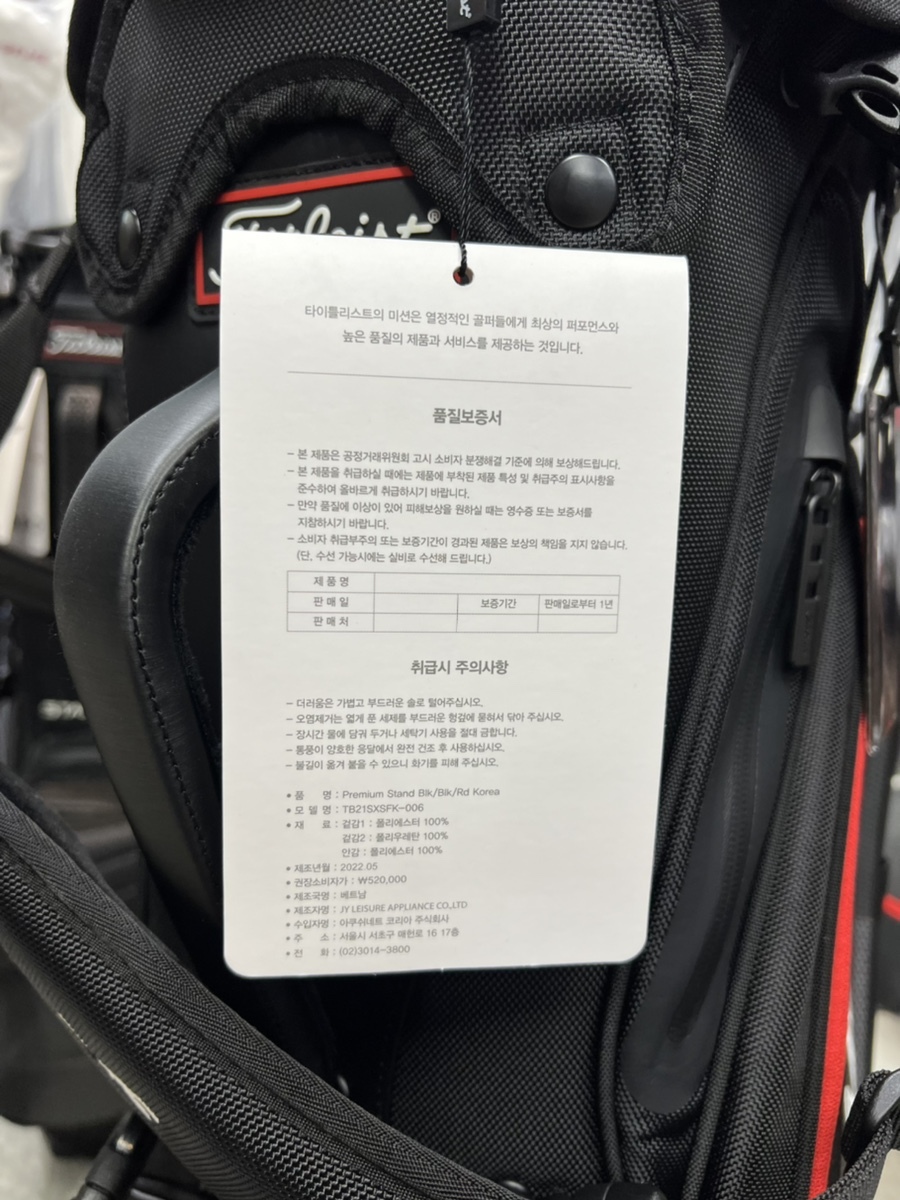 Titleist®
타이틀리스트의 미션은 열정적인 골퍼들에게 최상의 퍼포먼스와
높은 품질의 제품과 서비스를 제공하는 것입니다.
품질보증서
– 본 제품은 공정거래위원회 고시 소비자 분쟁해결 기준에 의해 보상해드립니다.
– 본 제품을 취급하실 때에는 제품에 부착된 제품 특성 및 취급주의 표시사항을
준수하여 올바르게 취급하시기 바랍니다.
– 만약 품질에 이상이 있어 피해보상을 원하실 때는 영수증 또는 보증서를
지참하시기 바랍니다.
– 소비자 취급부주의 또는 보증기간이 경과된 제품은 보상의 책임을 지지 않습니다.
(단, 수선 가능시에는 실비로 수선해 드립니다.)
제 품 명
판 매 일 보증기간 판매일로부터 1년
판 매 처
취급시 주의사항
– 더러움은 가볍고 부드러운 솔로 털어주십시오.
– 오염제거는 엷게 푼 세제를 부드러운 헝겊에 묻혀서 닦아 주십시오.
– 장시간 물에 담궈 두거나 세탁기 사용을 절대 금합니다.
– 통풍이 양호한 응달에서 완전 건조 후 사용하십시오.
– 불길이 옮겨 붙을 수 있으니 화기를 피해 주십시오.
• 품 명 : Premium Stand Blk/Blk/Rd Korea
• 모 델 명 : TB21SXSFK-006
• 재 료 : 겉감1 : 폴리에스터 100%
겉감2 : 폴리우레탄 100%
안감 : 폴리에스터 100%
• 제조년월 : 2022.05
• 권장소비자가 : ₩520,000
• 제조국명 : 베트남
• 제조자명 : JY LEISURE APPLIANCE CO.,LTD
• 수입자명 : 아쿠쉬네트 코리아 주식회사
• 주 소 : 서울시 서초구 매헌로 16 17층
• 전 화 : (02)3014-3800